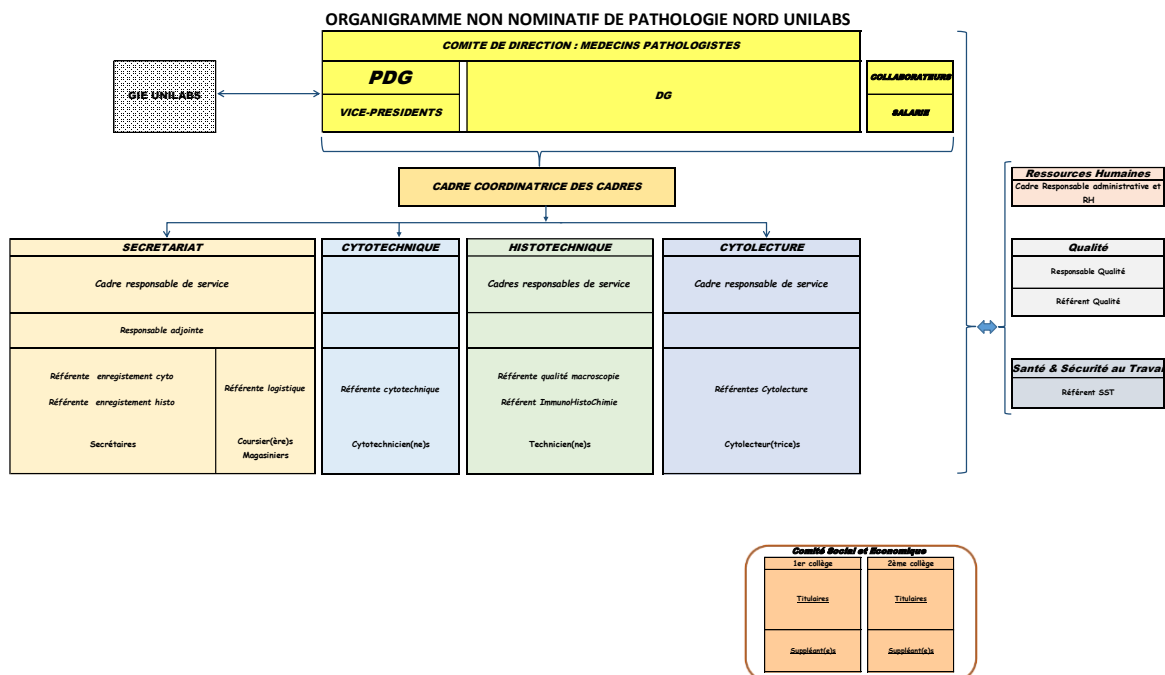 ORGANIGRAMME NON NOMINATIF DE PATHOLOGIE NORD UNILABS
COMITE DE DIRECTION : MEDECINS PATHOLOGISTES
GIE UNILABS
PDG
VICE-PRESIDENTS
DG
COLLABORATEURS
SALARIE
CADRE COORDINATRICE DES CADRES
SECRETARIAT
Cadre responsable de service
Responsable adjointe
Référente enregistement cyto
Référente enregistement histo
Secrétaires
Référente logistique
Coursier(ère)s
Magasiniers
CYTOTECHNIQUE
Référente cytotechnique
Cytotechnicien(ne)s
HISTOTECHNIQUE
Cadres responsables de service
Référente qualité macroscopie
Référent ImmunoHistoChimie
Technicien(ne)s
CYTOLECTURE
Cadre responsable de service
Référentes Cytolecture
Cytolecteur(trice)s
Ressources Humaines
Cadre Responsable administrative et
RH
Qualité
Responsable Qualité
Référent Qualité
Santé & Sécurité au Travai
Référent SST
Comité Social et Economique
1er collège
Titulaires
Suppléant(e)s
2ème collège
Titulaires
Suppléant(e)s